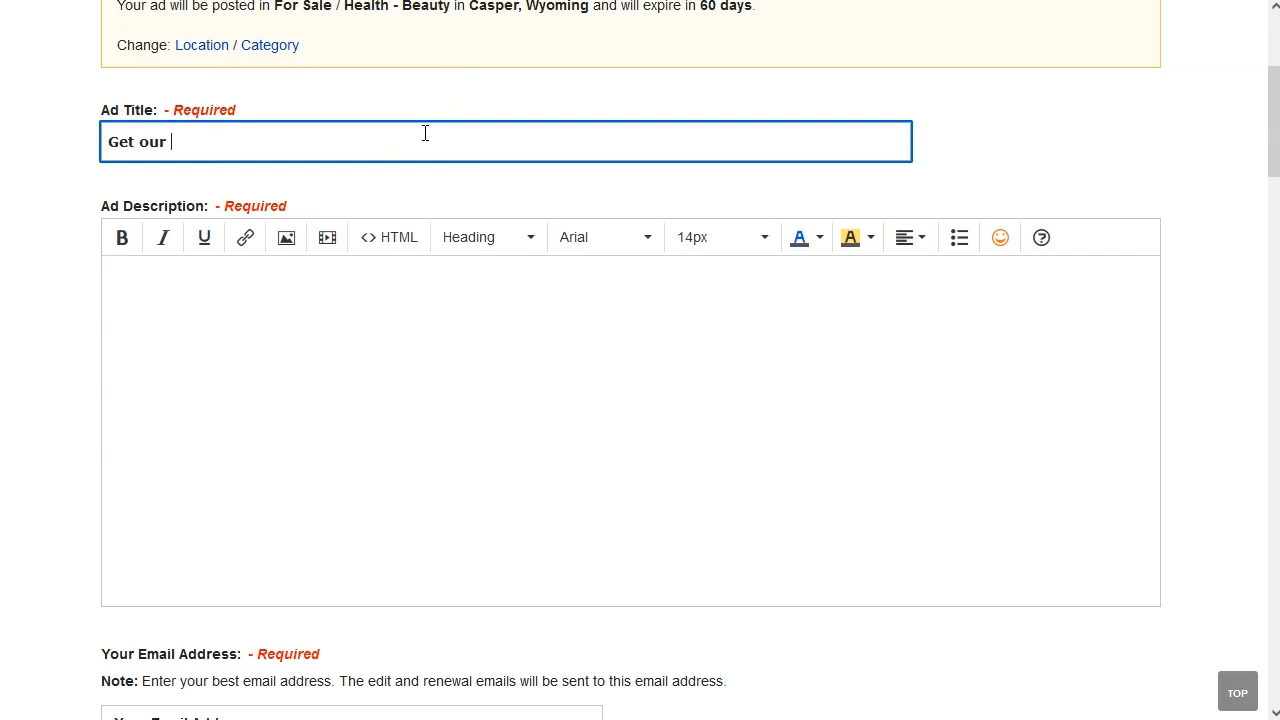 Your ad will be posted in For Sale / Health - Beauty in Casper, Wyoming and will expire in 60 days.
Change: Location / Category
Ad Title: - Required
Get our
Ad Description: - Required
B I U <> HTML Heading Arial 14px A A
Your Email Address: - Required
Note: Enter your best email address. The edit and renewal emails will be sent to this email address.
TOP